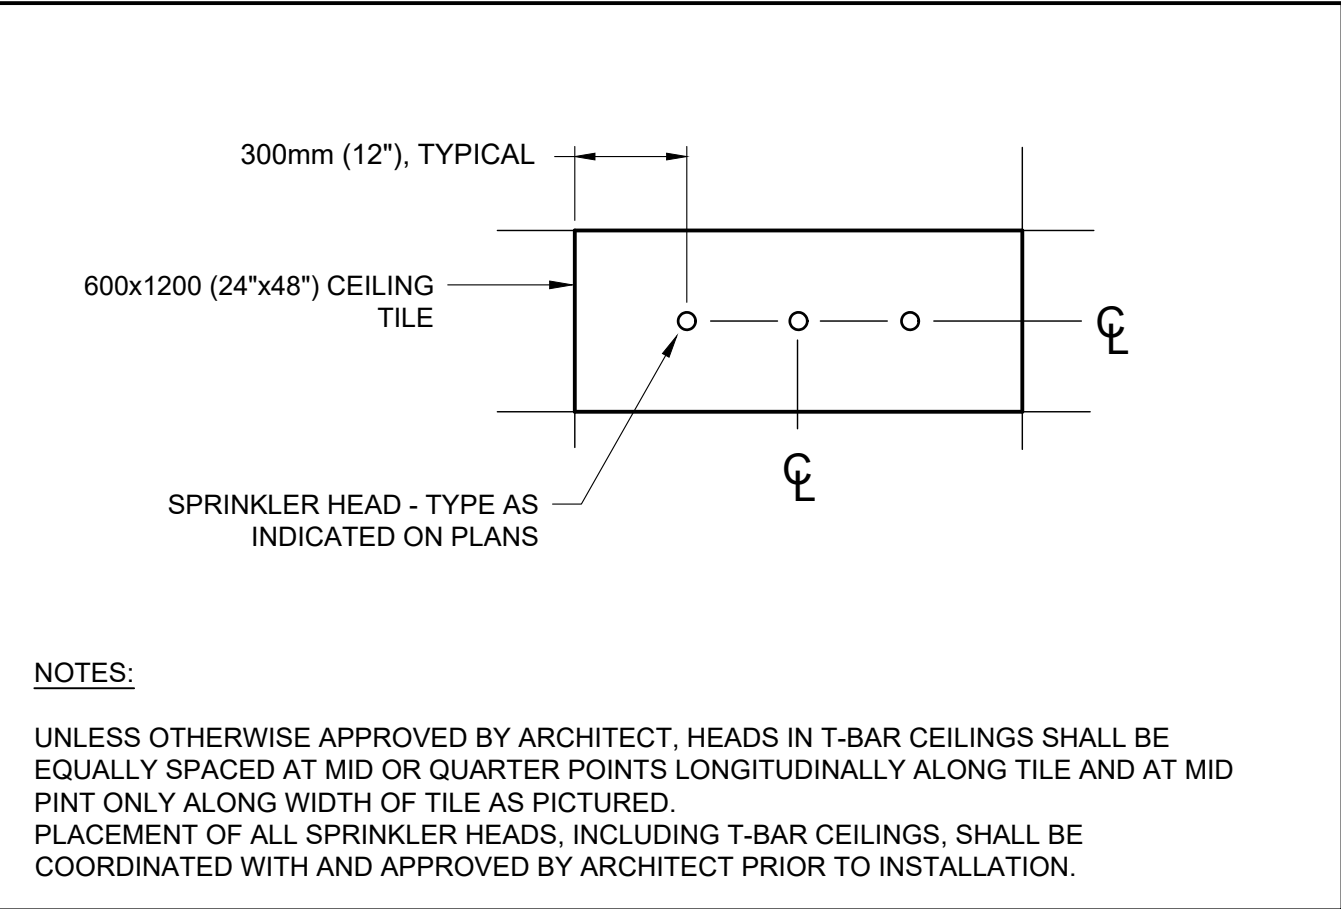 300mm (12"), TYPICAL
600x1200 (24"x48") CEILING
TILE
℄
℄
SPRINKLER HEAD - TYPE AS
INDICATED ON PLANS
NOTES:
UNLESS OTHERWISE APPROVED BY ARCHITECT, HEADS IN T-BAR CEILINGS SHALL BE
EQUALLY SPACED AT MID OR QUARTER POINTS LONGITUDINALLY ALONG TILE AND AT MID
PINT ONLY ALONG WIDTH OF TILE AS PICTURED.
PLACEMENT OF ALL SPRINKLER HEADS, INCLUDING T-BAR CEILINGS, SHALL BE
COORDINATED WITH AND APPROVED BY ARCHITECT PRIOR TO INSTALLATION.